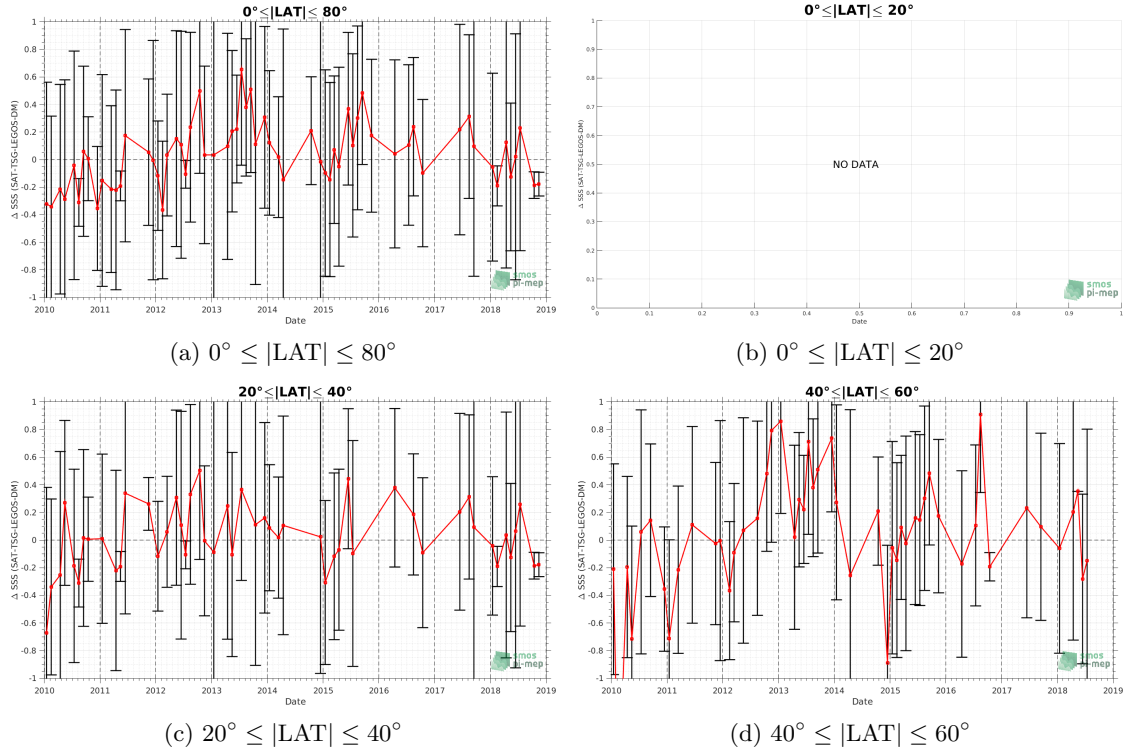 0°≤|LAT|≤ 80°
Δ SSS (SAT-TSG-LEGOS-DM)
1
0.8
0.6
0.4
0.2
0
-0.2
-0.4
-0.6
-0.8
-1
2010 2011 2012 2013 2014 2015 2016 2017 2018 2019
Date
smos
pi-mep
(a) 0° ≤ |LAT| ≤ 80°
0°≤|LAT|≤ 20°
Δ SSS (SAT-TSG-LEGOS-DM)
1
0.9
0.8
0.7
0.6
0.5
0.4
0.3
0.2
0.1
0
NO DATA
0 0.1 0.2 0.3 0.4 0.5 0.6 0.7 0.8 0.9 1
Date
smos
pi-mep
(b) 0° ≤ |LAT| ≤ 20°
20°≤|LAT|≤ 40°
Δ SSS (SAT-TSG-LEGOS-DM)
1
0.8
0.6
0.4
0.2
0
-0.2
-0.4
-0.6
-0.8
-1
2010 2011 2012 2013 2014 2015 2016 2017 2018 2019
Date
smos
pi-mep
(c) 20° ≤ |LAT| ≤ 40°
40°≤|LAT|≤ 60°
Δ SSS (SAT-TSG-LEGOS-DM)
1
0.8
0.6
0.4
0.2
0
-0.2
-0.4
-0.6
-0.8
-1
2010 2011 2012 2013 2014 2015 2016 2017 2018 2019
Date
smos
pi-mep
(d) 40° ≤ |LAT| ≤ 60°